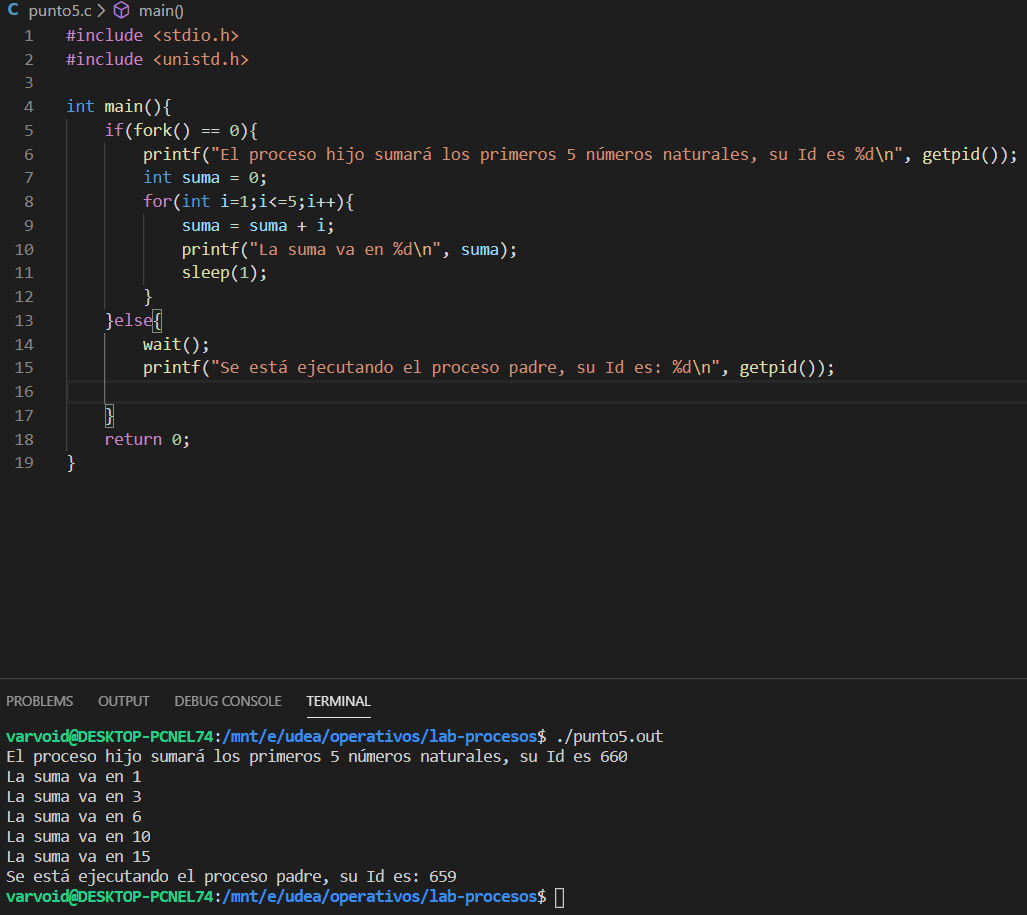 C punto5.c > main()
1 #include <stdio.h>
2 #include <unistd.h>
3
4 int main(){
5     if(fork() == 0){
6         printf("El proceso hijo sumará los primeros 5 números naturales, su Id es %d\n", getpid());
7         int suma = 0;
8         for(int i=1;i<=5;i++){
9             suma = suma + i;
10             printf("La suma va en %d\n", suma);
11             sleep(1);
12         }
13     }else{
14         wait();
15         printf("Se está ejecutando el proceso padre, su Id es: %d\n", getpid());
16
17     }
18     return 0;
19 }
PROBLEMS OUTPUT DEBUG CONSOLE TERMINAL
varvoid@DESKTOP-PCNEL74:/mnt/e/udea/operativos/lab-procesos$ ./punto5.out
El proceso hijo sumará los primeros 5 números naturales, su Id es 660
La suma va en 1
La suma va en 3
La suma va en 6
La suma va en 10
La suma va en 15
Se está ejecutando el proceso padre, su Id es: 659
varvoid@DESKTOP-PCNEL74:/mnt/e/udea/operativos/lab-procesos$